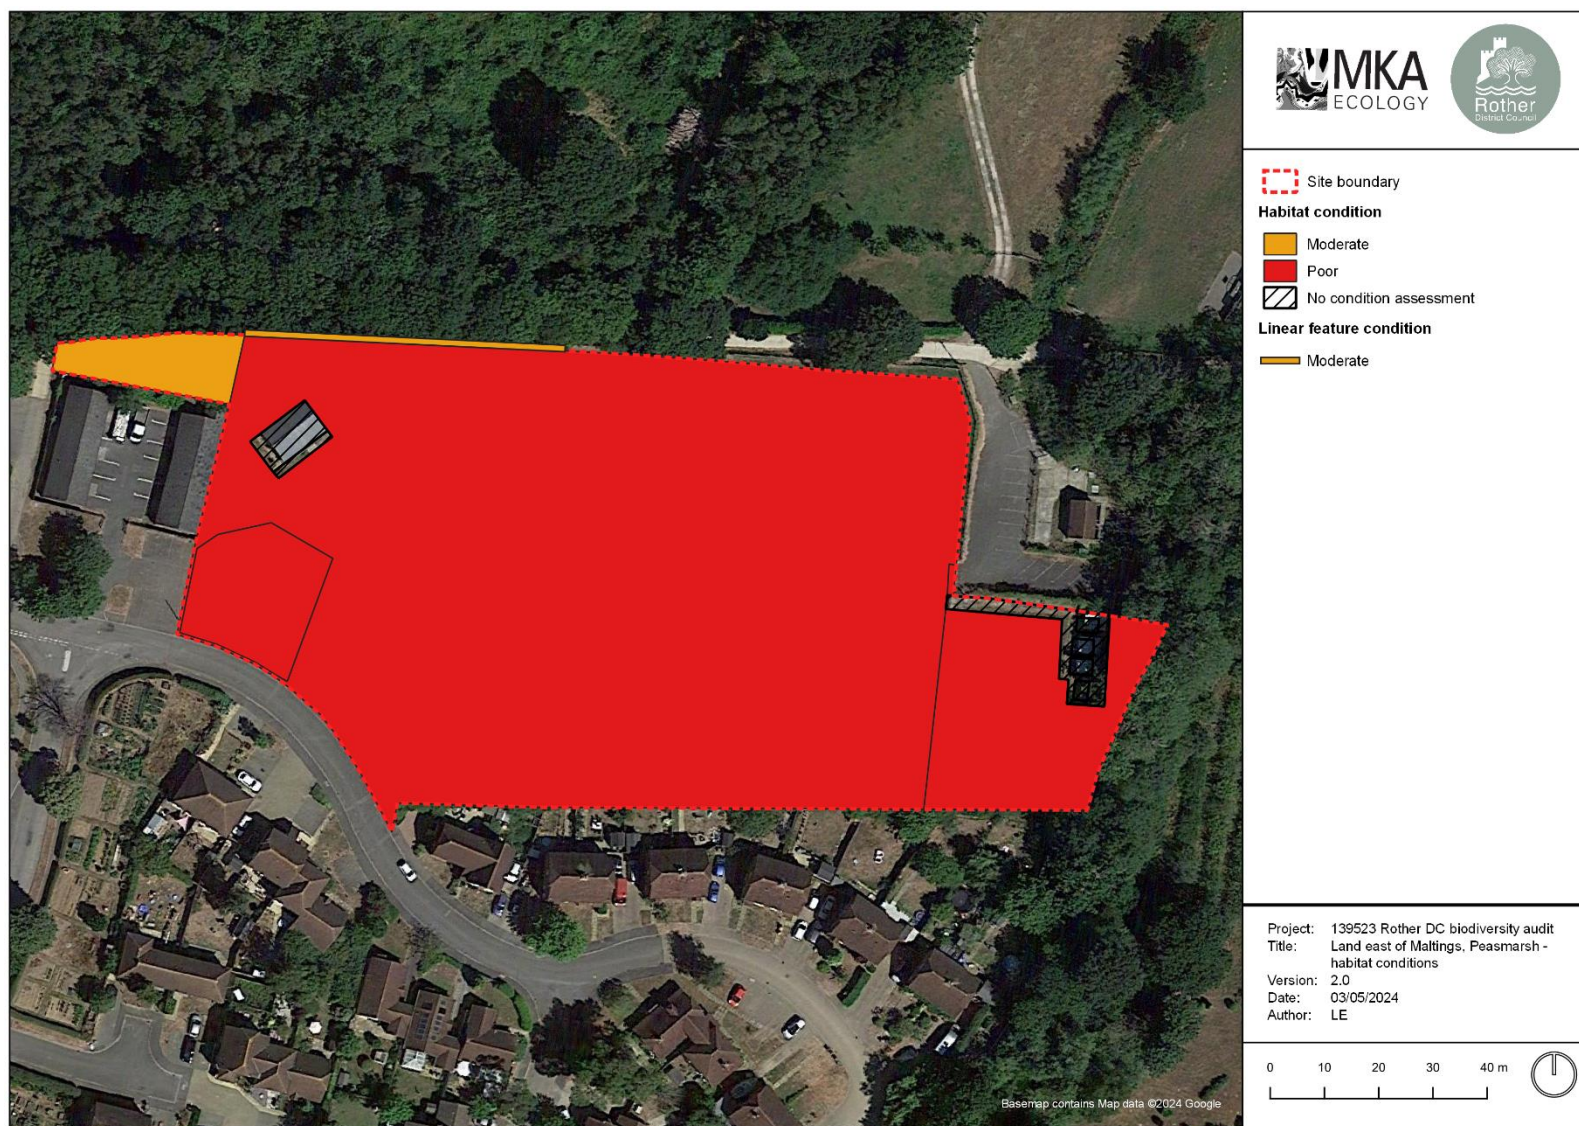 MKA
ECOLOGY
Rother
District Council
Site boundary
Habitat condition
Moderate
Poor
No condition assessment
Linear feature condition
Moderate
Project: 139523 Rother DC biodiversity audit
Title: Land east of Maltings, Peasmarsh -
habitat conditions
Version: 2.0
Date: 03/05/2024
Author: LE
0 10 20 30 40 m
Basemap contains Map data ©2024 Google